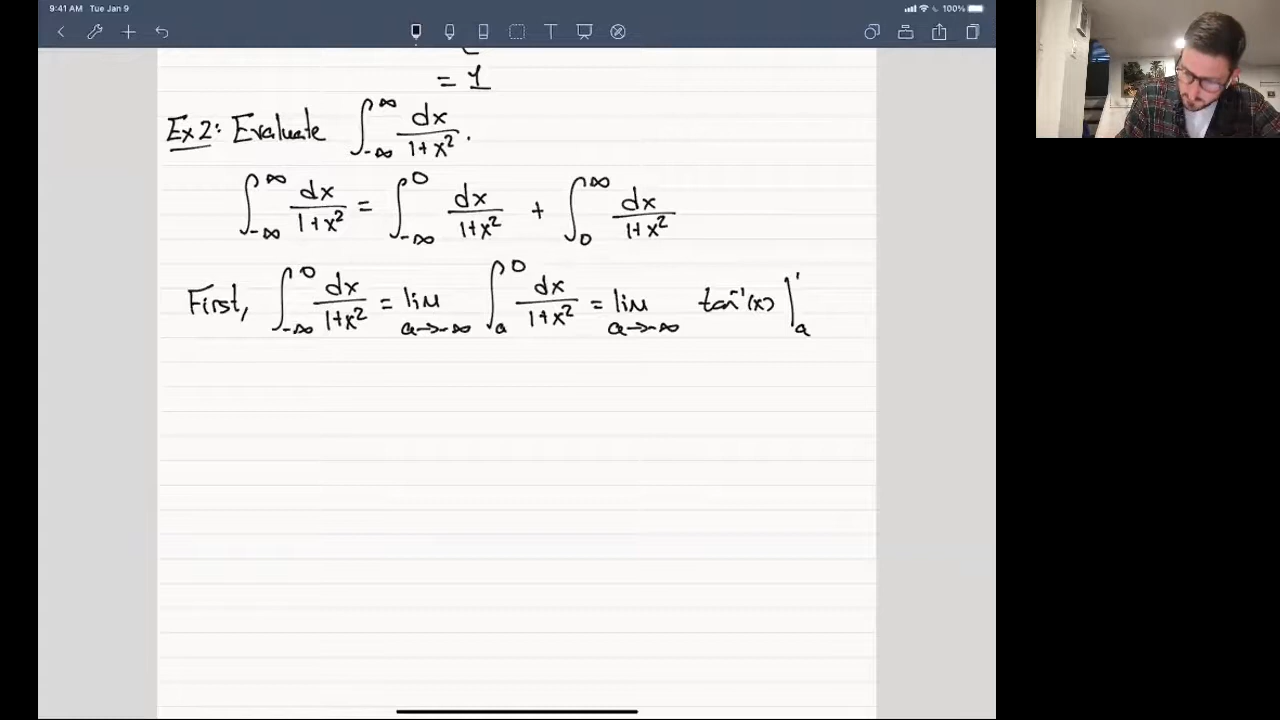 9:41 AM Tue Jan 9 100%
= 1
Ex 2: Evaluate ∫_{-∞}^{∞} dx/(1+x²).
∫_{-∞}^{∞} dx/(1+x²) = ∫_{-∞}^{0} dx/(1+x²) + ∫_{0}^{∞} dx/(1+x²)
First, ∫_{-∞}^{0} dx/(1+x²) = lim_{a→-∞} ∫_{a}^{0} dx/(1+x²) = lim_{a→-∞} tan⁻¹(x) |_{a}